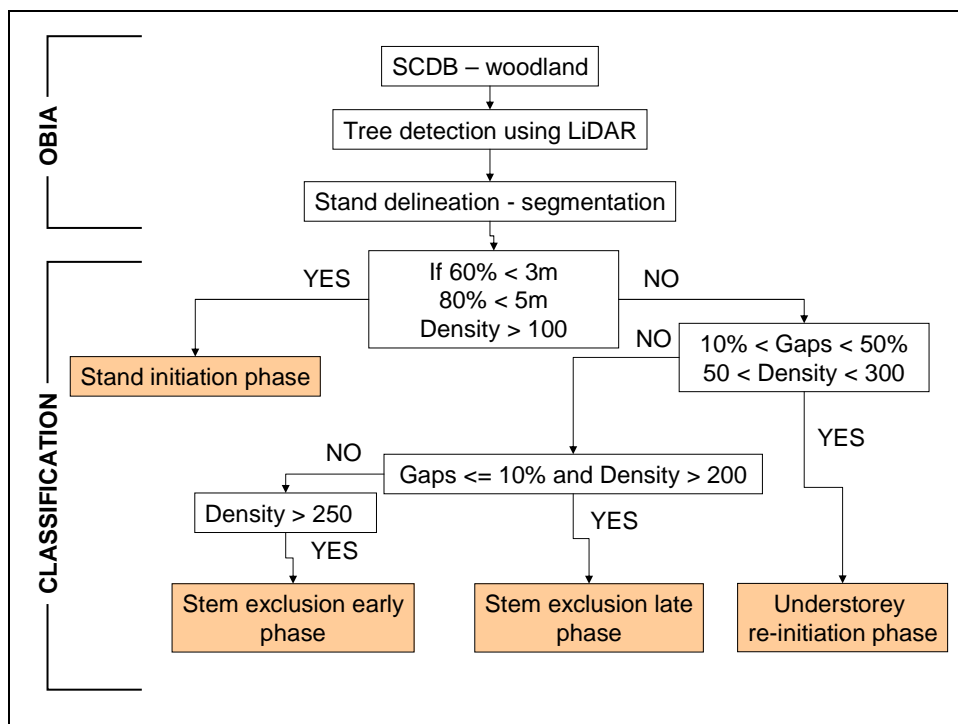 OBIA
SCDB – woodland
Tree detection using LiDAR
Stand delineation - segmentation
CLASSIFICATION
YES
If 60% < 3m
80% < 5m
Density > 100
NO
Stand initiation phase
NO
10% < Gaps < 50%
50 < Density < 300
YES
NO
Gaps <= 10% and Density > 200
Density > 250
YES
YES
Stem exclusion early
phase
Stem exclusion late
phase
Understorey
re-initiation phase